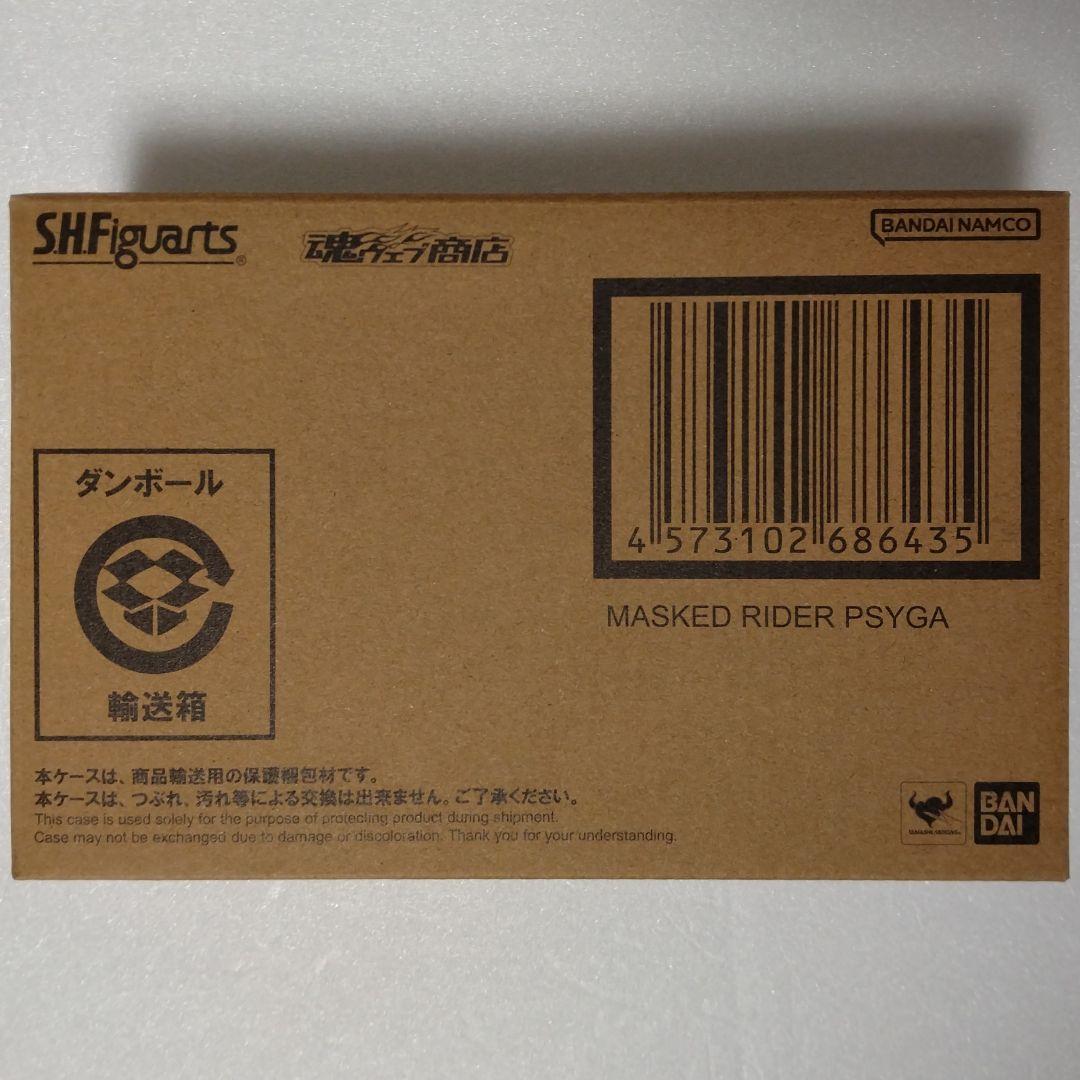 S.H.Figuarts®
魂ウェブ商店
BANDAI NAMCO
4 573102 686435
MASKED RIDER PSYGA
ダンボール
輸送箱
本ケースは、商品輸送用の保護梱包材です。
本ケースは、つぶれ、汚れ等による交換は出来ません。ご了承ください。
This case is used solely for the purpose of protecting product during shipment.
Case may not be exchanged due to damage or discoloration. Thank you for your understanding.
TAMASHII NATIONS
BAN
DAI